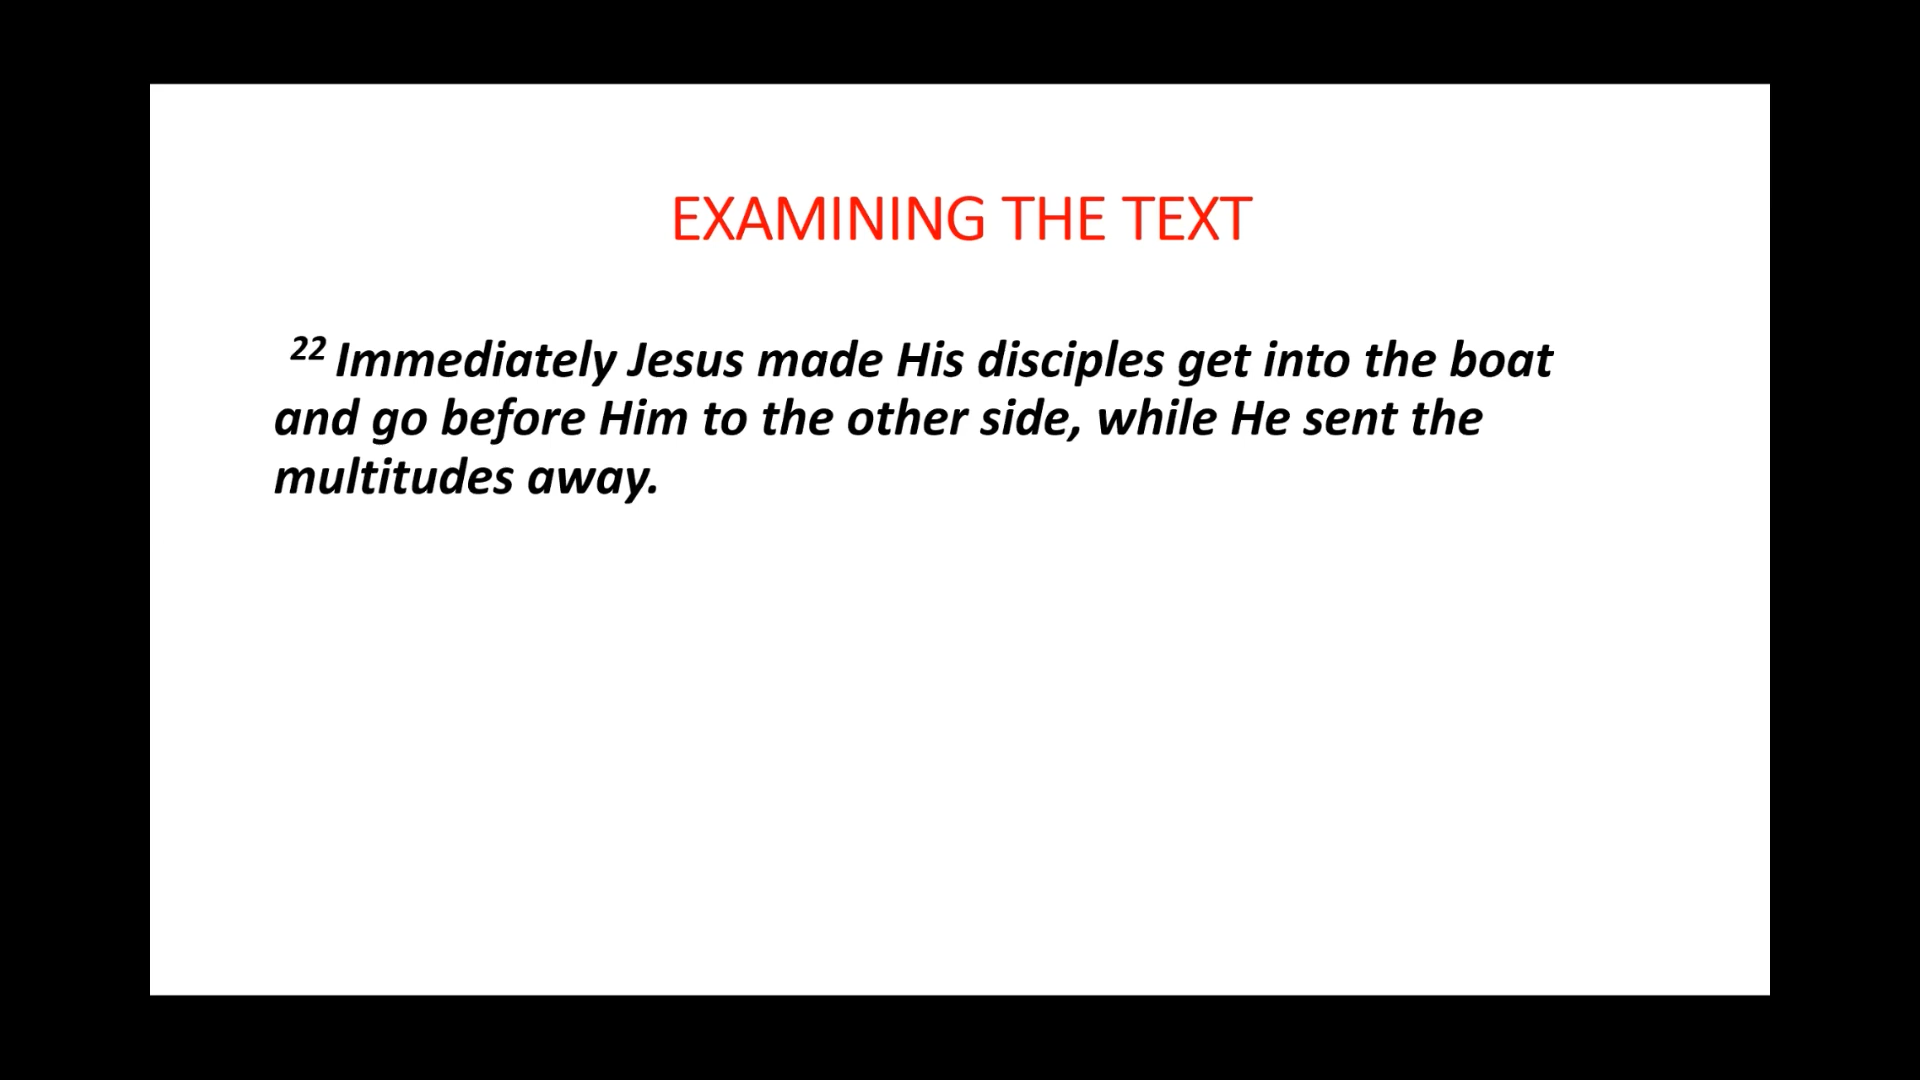 EXAMINING THE TEXT
22 Immediately Jesus made His disciples get into the boat
and go before Him to the other side, while He sent the
multitudes away.